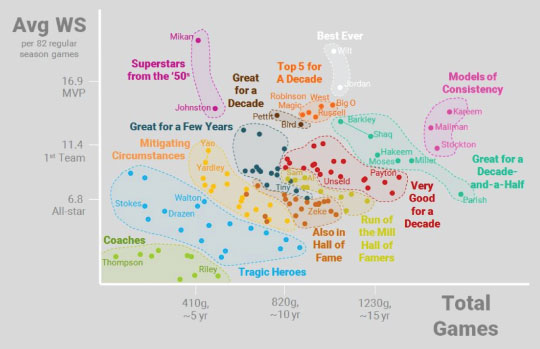 Avg WS
per 82 regular
season games
16.9
MVP
11.4
1st Team
6.8
All-star
Mikan
Superstars
from the '50s
Johnston
Best Ever
Wilt
Jordan
Top 5 for
A Decade
Robinson
West
Magic
Big O
Russell
Great
for a
Decade
Pettit
Bird
Models of
Consistency
Kareem
Mailman
Stockton
Barkley
Shaq
Hakeem
Moses
Miller
Parish
Great for a
Decade-
and-a-Half
Great for a Few Years
Mitigating
Circumstances
Yao
Yardley
Sam
Tiny
Unseld
Payton
Very
Good
for a
Decade
Zeke
Also in
Hall of
Fame
Run of
the Mill
Hall of
Famers
Stokes
Walton
Drazen
Tragic Heroes
Coaches
Thompson
Riley
410g,
~5 yr
820g,
~10 yr
1230g,
~15 yr
Total
Games